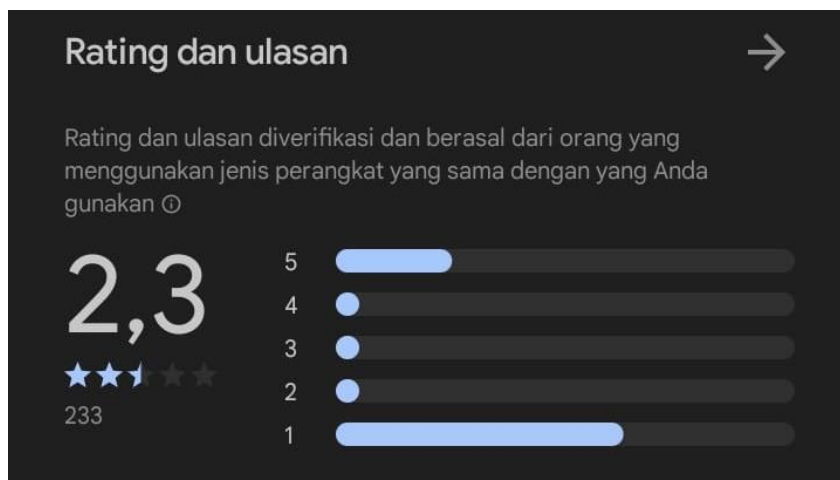 Rating dan ulasan
Rating dan ulasan diverifikasi dan berasal dari orang yang
menggunakan jenis perangkat yang sama dengan yang Anda
gunakan
2,3
233
5
4
3
2
1